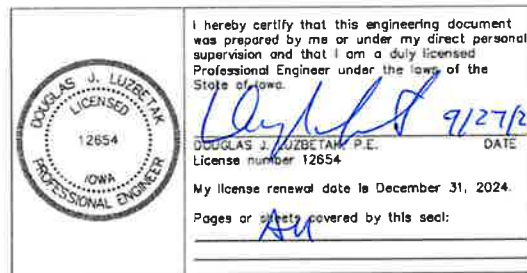 DOUGLAS J. LUZBETAK
LICENSED
12654
IOWA
PROFESSIONAL ENGINEER
I hereby certify that this engineering document
was prepared by me or under my direct personal
supervision and that I am a duly licensed
Professional Engineer under the laws of the
State of Iowa.
9/27/2
DOUGLAS J. LUZBETAK, P.E. DATE
License number 12654
My license renewal date is December 31, 2024.
Pages or sheets covered by this seal:
All